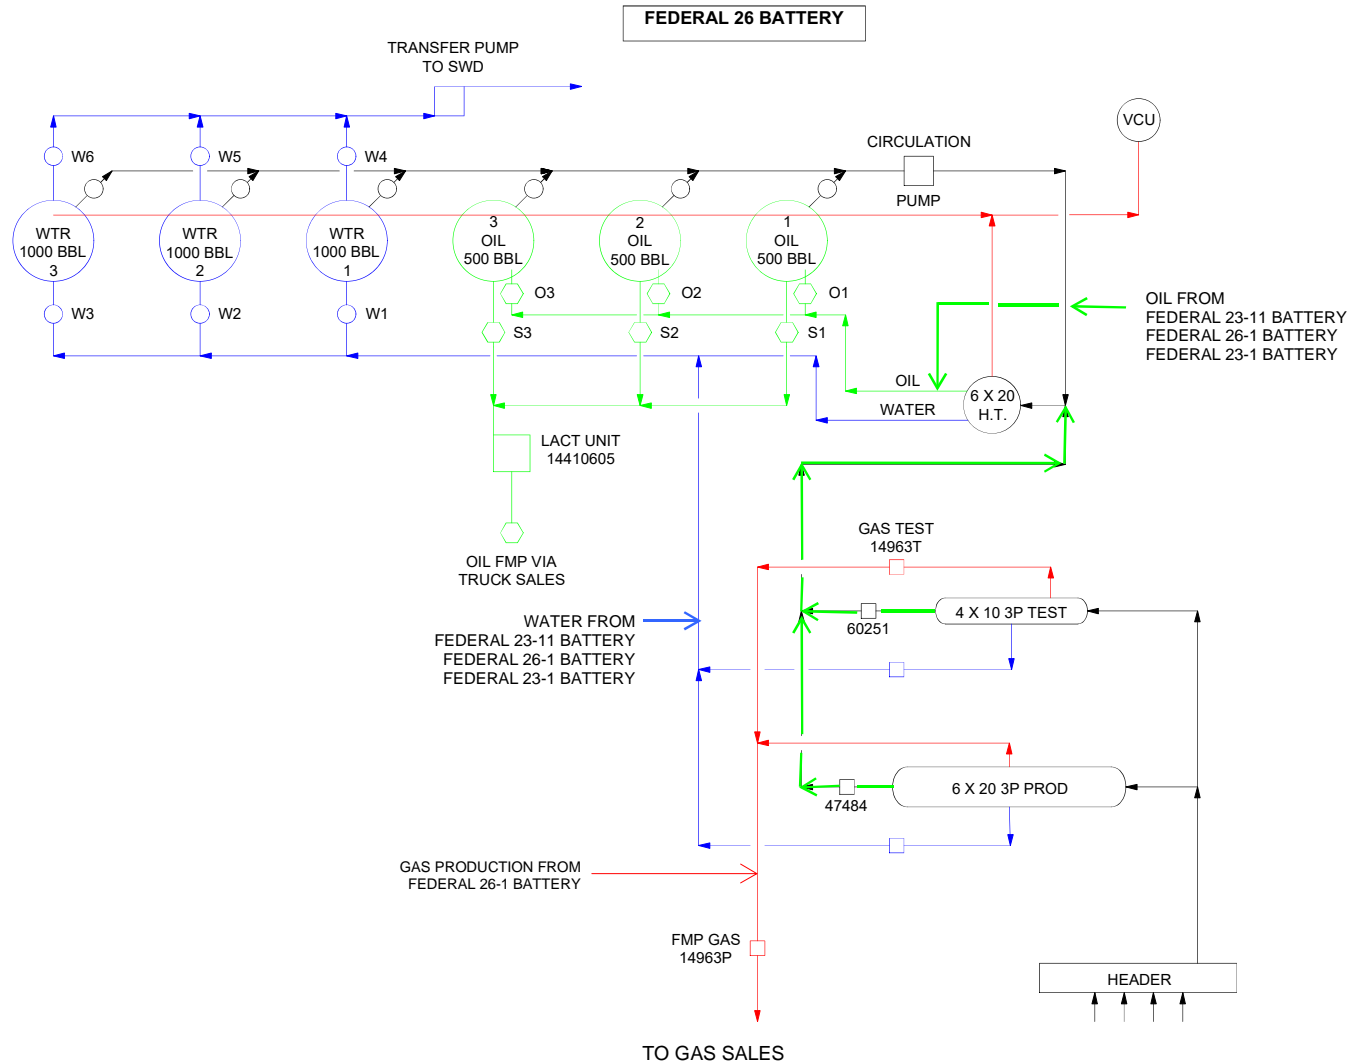 FEDERAL 26 BATTERY
TRANSFER PUMP
TO SWD
VCU
CIRCULATION
PUMP
W6
W5
W4
WTR
1000 BBL
3
WTR
1000 BBL
2
WTR
1000 BBL
1
3
OIL
500 BBL
2
OIL
500 BBL
1
OIL
500 BBL
O3
O2
O1
W3
W2
W1
S3
S2
S1
OIL FROM
FEDERAL 23-11 BATTERY
FEDERAL 26-1 BATTERY
FEDERAL 23-1 BATTERY
OIL
WATER
6 X 20
H.T.
LACT UNIT
14410605
OIL FMP VIA
TRUCK SALES
GAS TEST
14963T
4 X 10 3P TEST
60251
WATER FROM
FEDERAL 23-11 BATTERY
FEDERAL 26-1 BATTERY
FEDERAL 23-1 BATTERY
6 X 20 3P PROD
47484
GAS PRODUCTION FROM
FEDERAL 26-1 BATTERY
FMP GAS
14963P
HEADER
TO GAS SALES